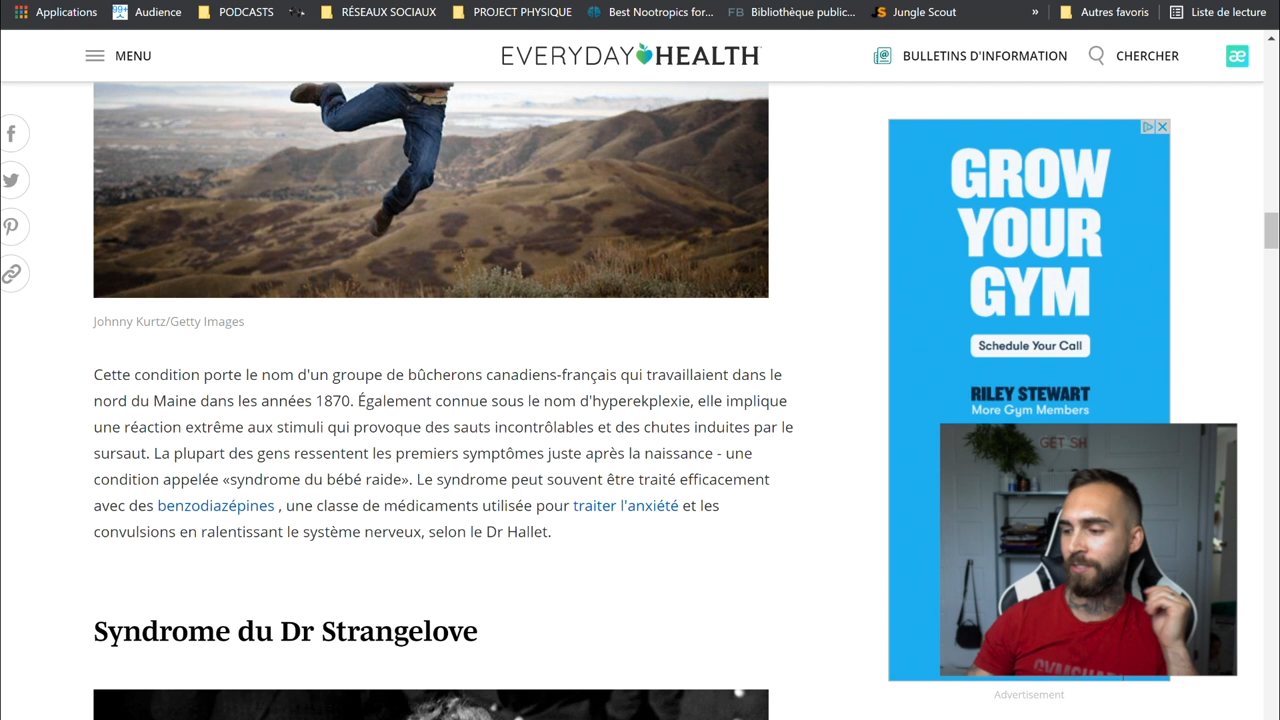 Applications
99+
Audience
PODCASTS
RÉSEAUX SOCIAUX
PROJECT PHYSIQUE
Best Nootropics for...
FB
Bibliothèque public...
JS
Jungle Scout
»
Autres favoris
Liste de lecture
MENU
EVERYDAY HEALTH
BULLETINS D'INFORMATION
CHERCHER
æ
Johnny Kurtz/Getty Images
Cette condition porte le nom d'un groupe de bûcherons canadiens-français qui travaillaient dans le
nord du Maine dans les années 1870. Également connue sous le nom d'hyperekplexie, elle implique
une réaction extrême aux stimuli qui provoque des sauts incontrôlables et des chutes induites par le
sursaut. La plupart des gens ressentent les premiers symptômes juste après la naissance - une
condition appelée «syndrome du bébé raide». Le syndrome peut souvent être traité efficacement
avec des benzodiazépines , une classe de médicaments utilisée pour traiter l'anxiété et les
convulsions en ralentissant le système nerveux, selon le Dr Hallet.
Syndrome du Dr Strangelove
GROW
YOUR
GYM
Schedule Your Call
RILEY STEWART
More Gym Members
GET SH
GYMSHAR
Advertisement